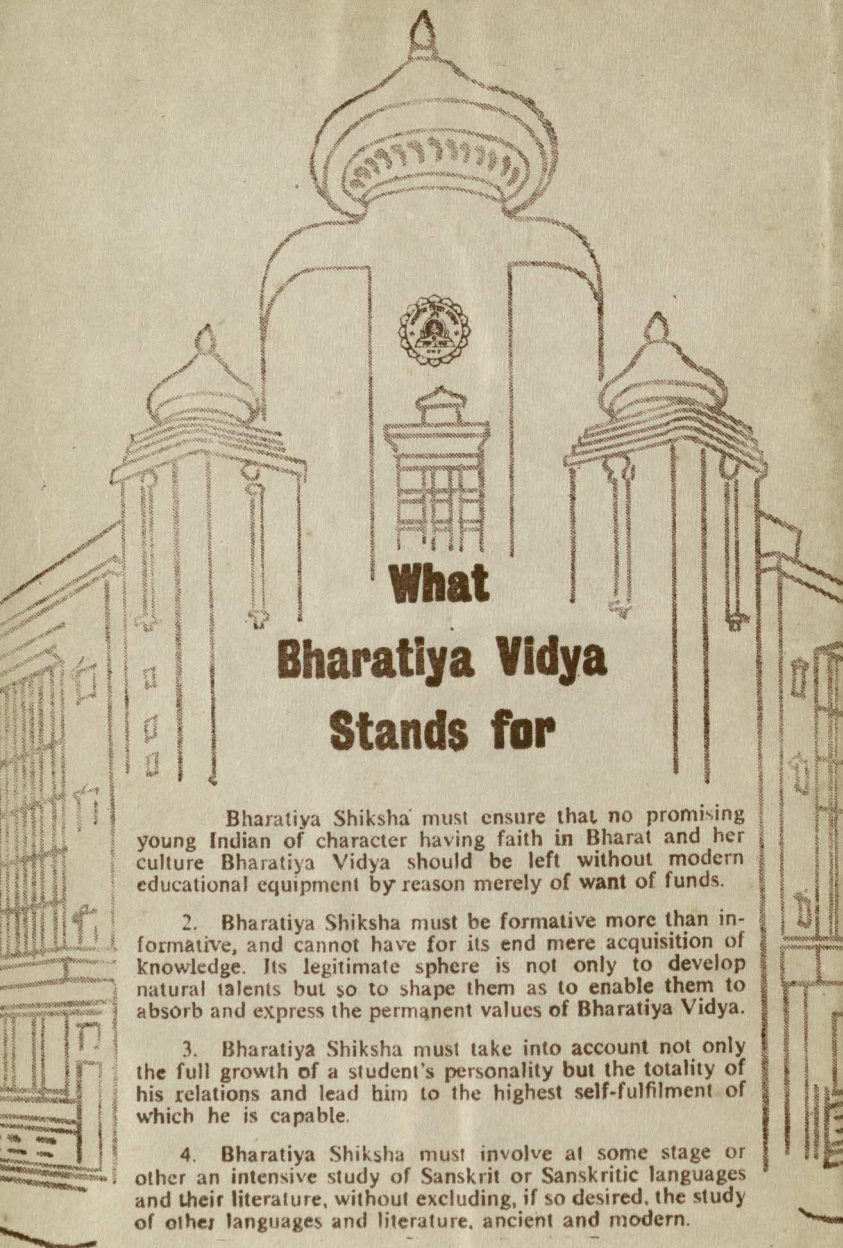 What
Bharatiya Vidya
Stands for
Bharatiya Shiksha must ensure that no promising
young Indian of character having faith in Bharat and her
culture Bharatiya Vidya should be left without modern
educational equipment by reason merely of want of funds.
2. Bharatiya Shiksha must be formative more than in-
formative, and cannot have for its end mere acquisition of
knowledge. Its legitimate sphere is not only to develop
natural talents but so to shape them as to enable them to
absorb and express the permanent values of Bharatiya Vidya.
3. Bharatiya Shiksha must take into account not only
the full growth of a student's personality but the totality of
his relations and lead him to the highest self-fulfilment of
which he is capable.
4. Bharatiya Shiksha must involve at some stage or
other an intensive study of Sanskrit or Sanskritic languages
and their literature, without excluding, if so desired, the study
of other languages and literature, ancient and modern.